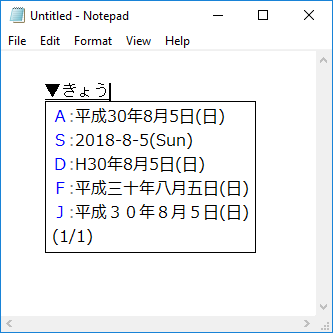 Untitled - Notepad
File Edit Format View Help
▼きょう
A:平成30年8月5日(日)
S:2018-8-5(Sun)
D:H30年8月5日(日)
F:平成三十年八月五日(日)
J:平成３０年８月５日(日)
(1/1)